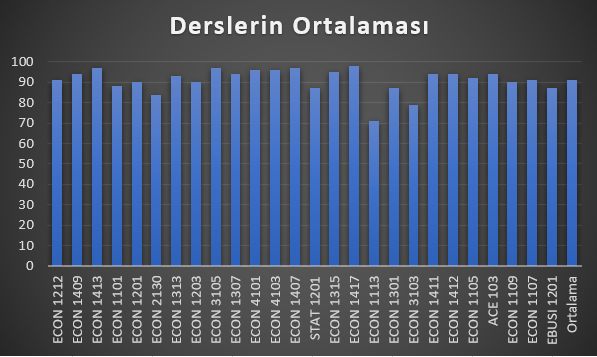 Derslerin Ortalaması
100
90
80
70
60
50
40
30
20
10
0
ECON 1212
ECON 1409
ECON 1413
ECON 1101
ECON 1201
ECON 2130
ECON 1313
ECON 1203
ECON 3105
ECON 1307
ECON 4101
ECON 4103
ECON 1407
STAT 1201
ECON 1315
ECON 1417
ECON 1113
ECON 1301
ECON 3103
ECON 1411
ECON 1412
ECON 1105
ACE 103
ECON 1109
ECON 1107
EBUSI 1201
Ortalama